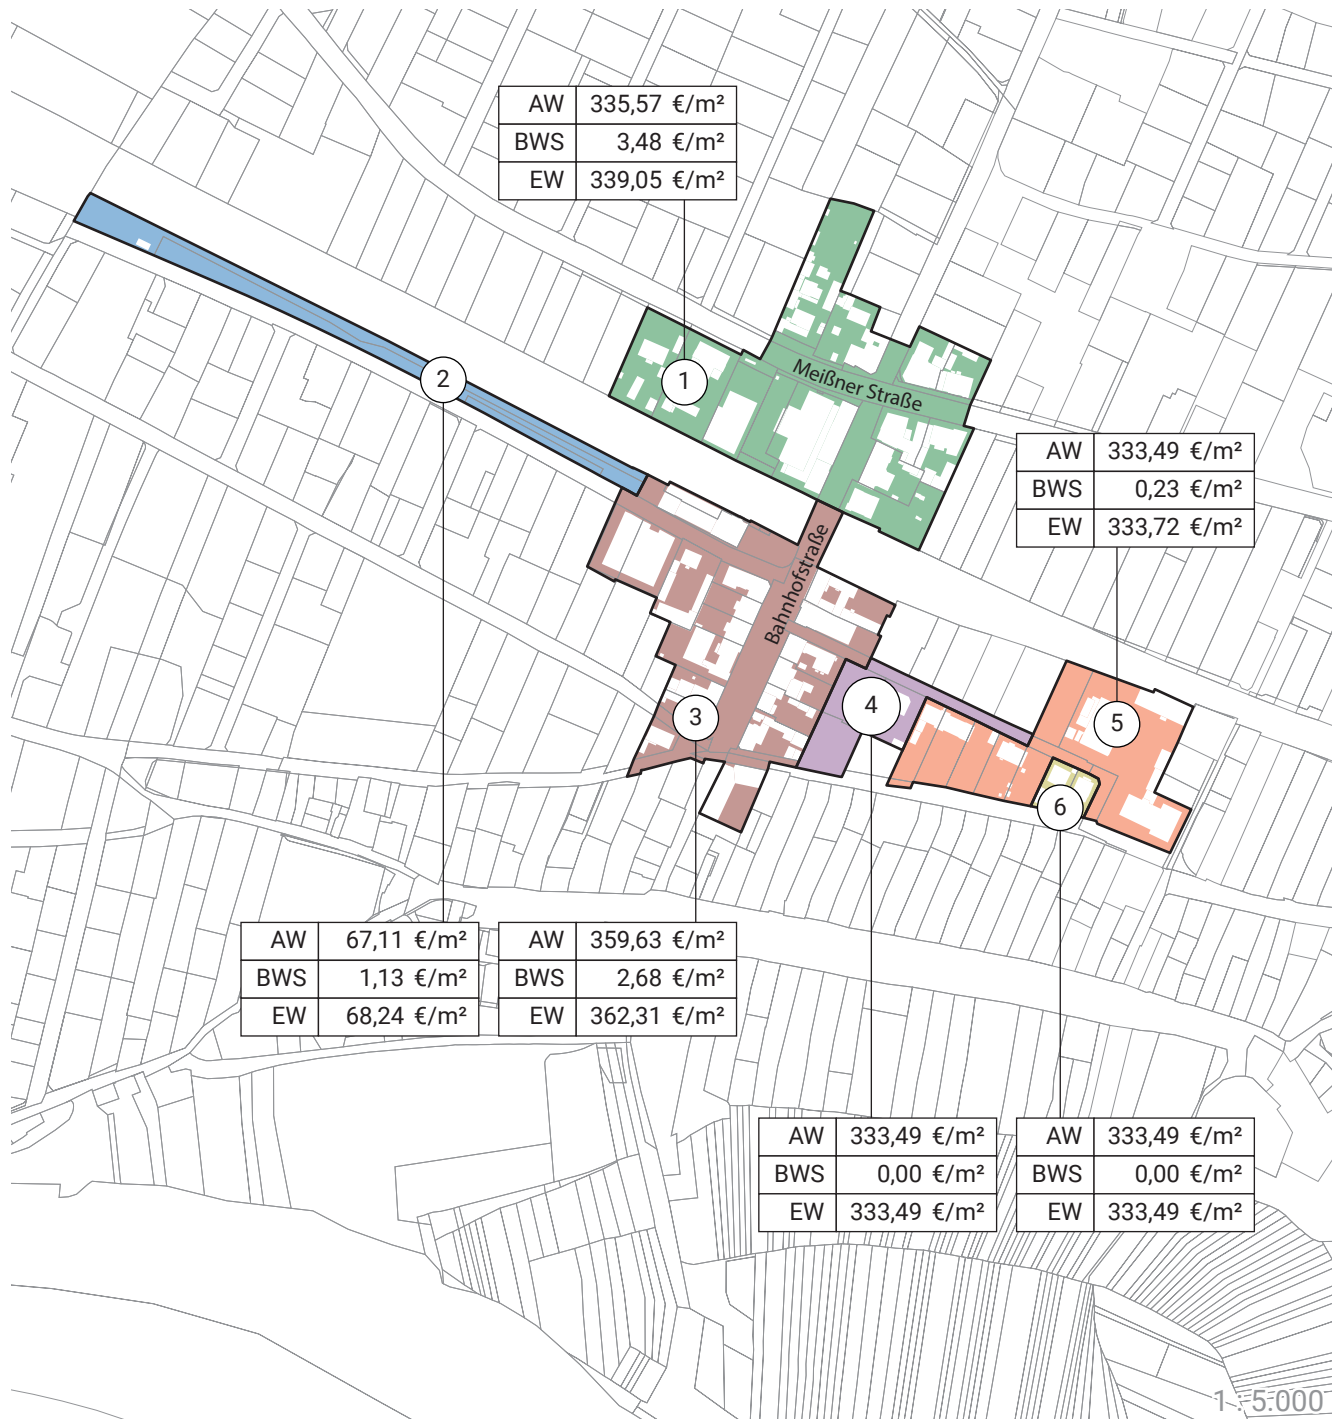 AW 335,57 €/m²
BWS 3,48 €/m²
EW 339,05 €/m²
2
1
Meißner Straße
AW 333,49 €/m²
BWS 0,23 €/m²
EW 333,72 €/m²
Bahnhofstraße
3
4
5
6
AW 67,11 €/m²
BWS 1,13 €/m²
EW 68,24 €/m²
AW 359,63 €/m²
BWS 2,68 €/m²
EW 362,31 €/m²
AW 333,49 €/m²
BWS 0,00 €/m²
EW 333,49 €/m²
AW 333,49 €/m²
BWS 0,00 €/m²
EW 333,49 €/m²
1 : 5.000